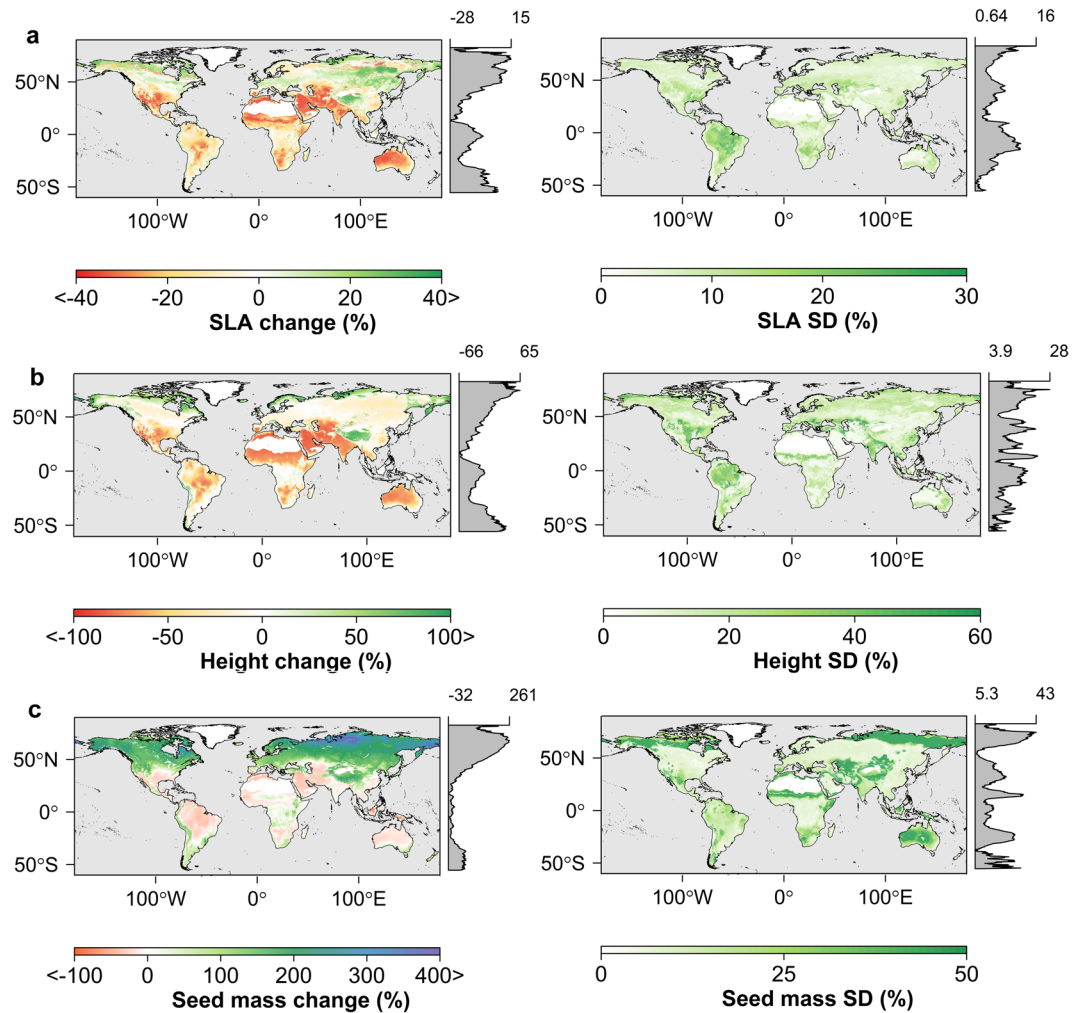 a
-28 15
0.64 16
50°N
0°
50°S
100°W 0° 100°E
50°N
0°
50°S
100°W 0° 100°E
<-40 -20 0 20 40>
SLA change (%)
0 10 20 30
SLA SD (%)
b
-66 65
3.9 28
50°N
0°
50°S
100°W 0° 100°E
50°N
0°
50°S
100°W 0° 100°E
<-100 -50 0 50 100>
Height change (%)
0 20 40 60
Height SD (%)
c
-32 261
5.3 43
50°N
0°
50°S
100°W 0° 100°E
50°N
0°
50°S
100°W 0° 100°E
<-100 0 100 200 300 400>
Seed mass change (%)
0 25 50
Seed mass SD (%)